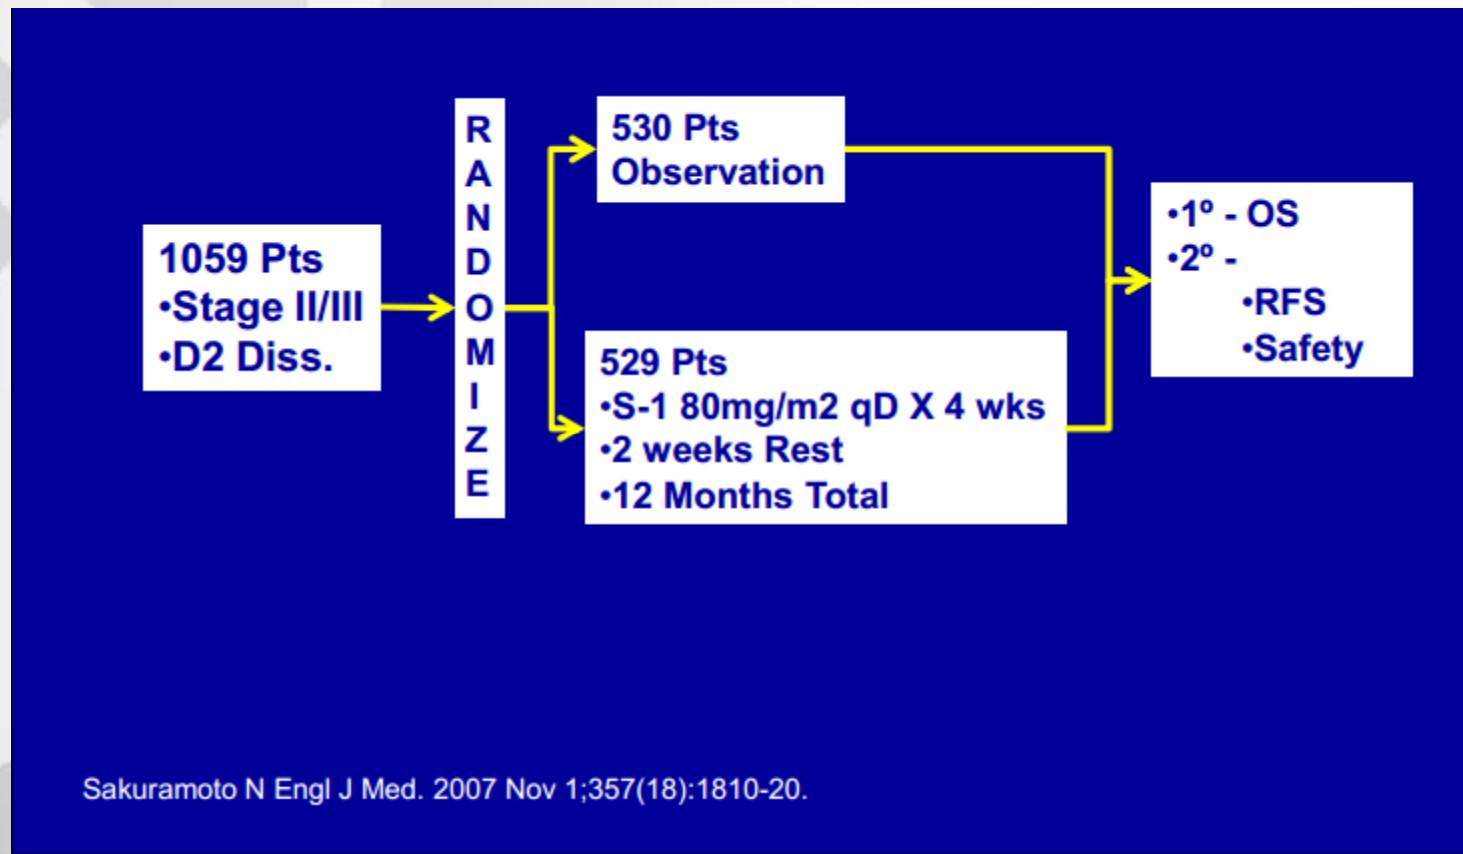 1059 Pts
•Stage II/III
•D2 Diss.
R
A
N
D
O
M
I
Z
E
530 Pts
Observation
529 Pts
•S-1 80mg/m2 qD X 4 wks
•2 weeks Rest
•12 Months Total
•1º - OS
•2º -
•RFS
•Safety
Sakuramoto N Engl J Med. 2007 Nov 1;357(18):1810-20.